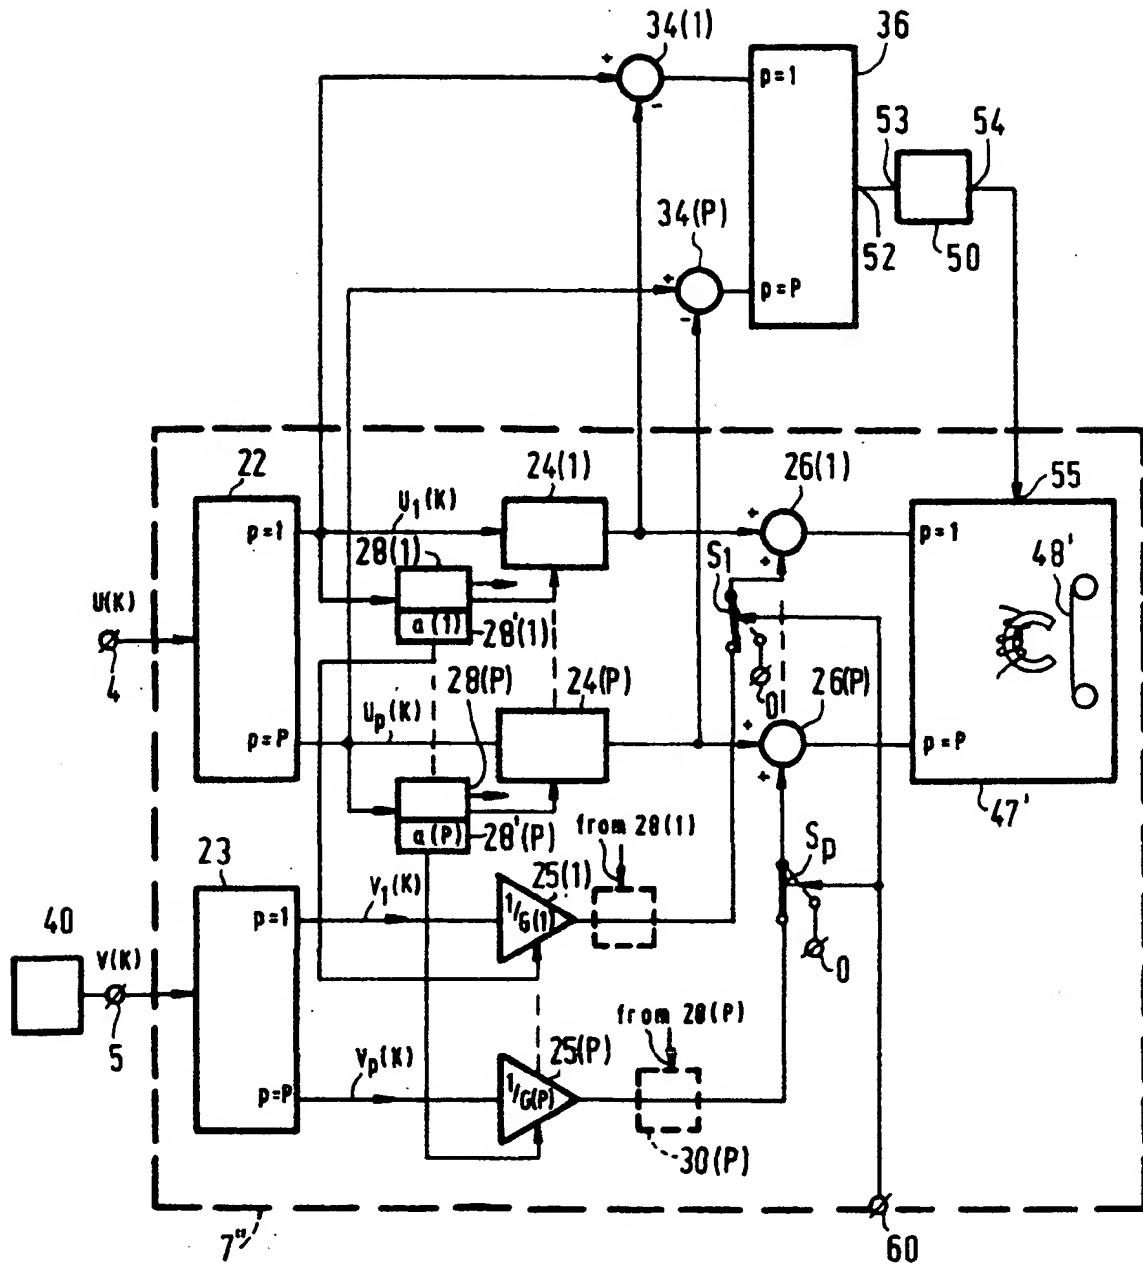 34(1)
36
+
-
p=1
53
54
34(P)
+
-
p=P
52
50
22
24(1)
26(1)
55
p=1
U₁(K)
+
p=1
28(1)
S₁
+
48'
U(K)
4
a(1)
28'(1)
0
28(P)
24(P)
26(P)
p=P
Uₚ(K)
+
p=P
+
47'
a(P)
28'(P)
from 28(1)
Sₚ
23
p=1
V₁(K)
25(1)
1/G(1)
0
40
V(K)
5
from 28(P)
p=P
Vₚ(K)
25(P)
1/G(P)
30(P)
7"
60